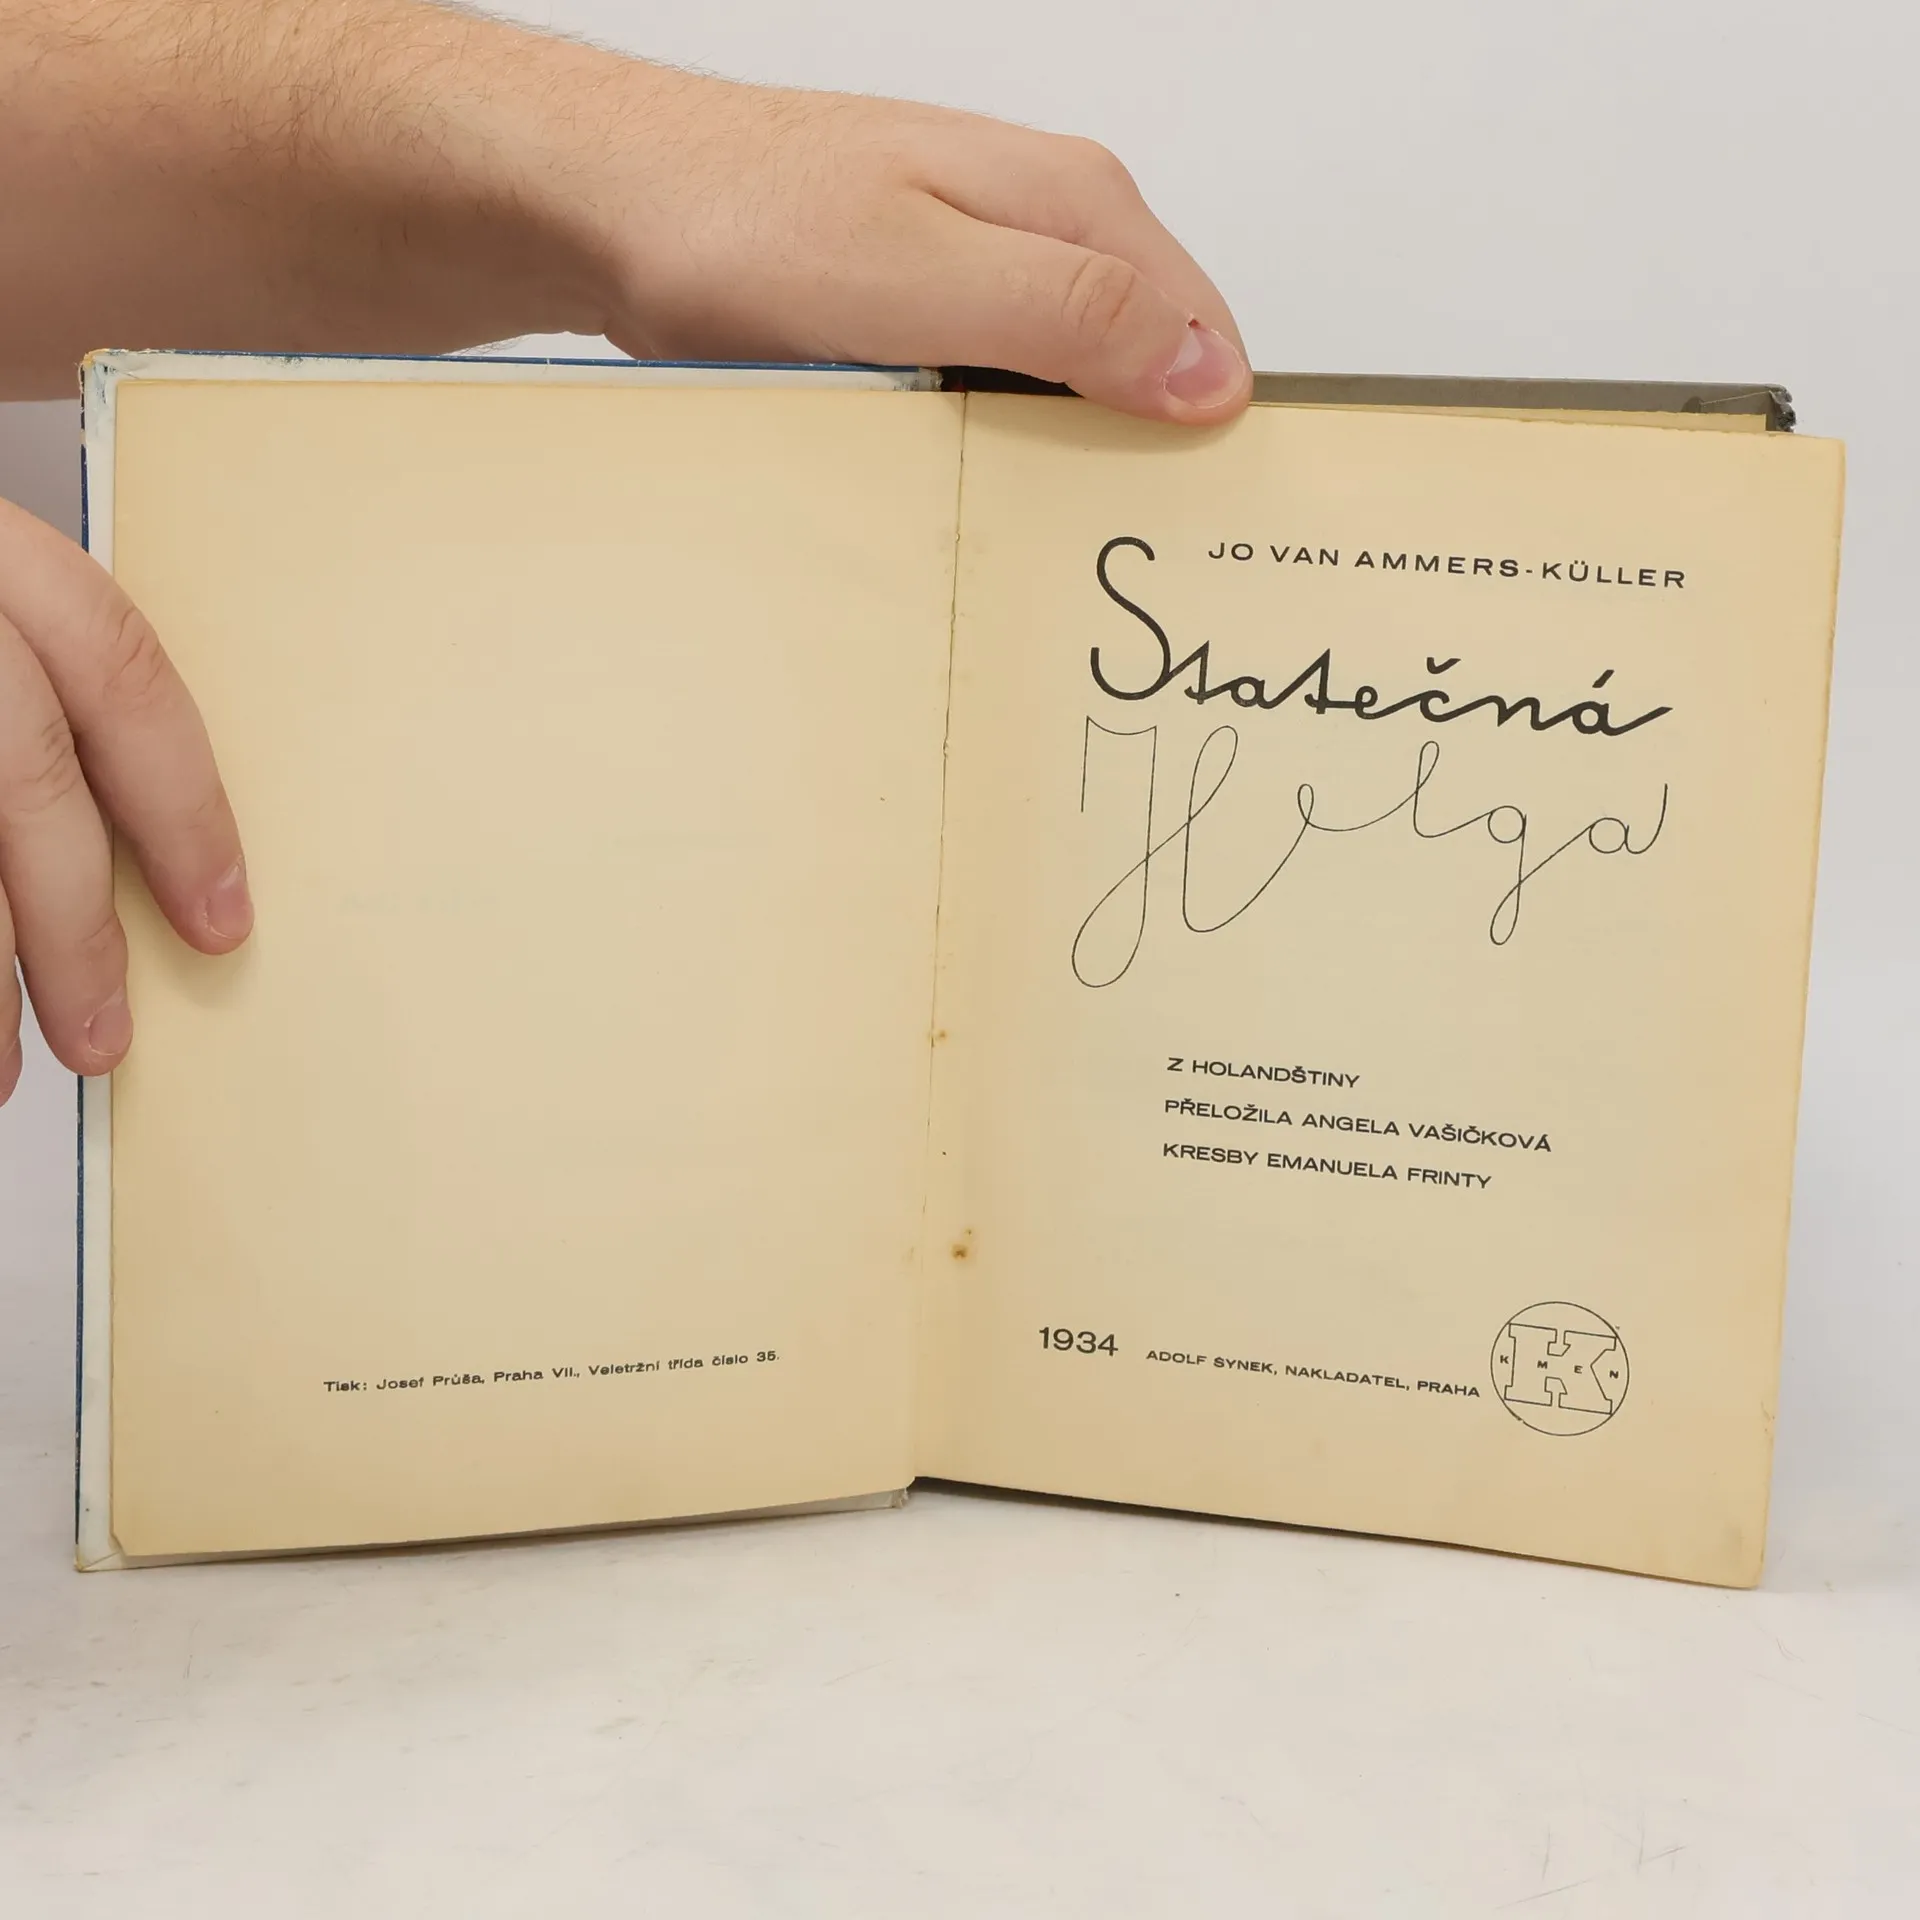 Tisk: Josef Průša, Praha VII., Veletržní třída číslo 35.
JO VAN AMMERS-KÜLLER
Statečná
Helga
Z HOLANDŠTINY
PŘELOŽILA ANGELA VAŠIČKOVÁ
KRESBY EMANUELA FRINTY
1934 ADOLF SYNEK, NAKLADATEL, PRAHA
K M E N